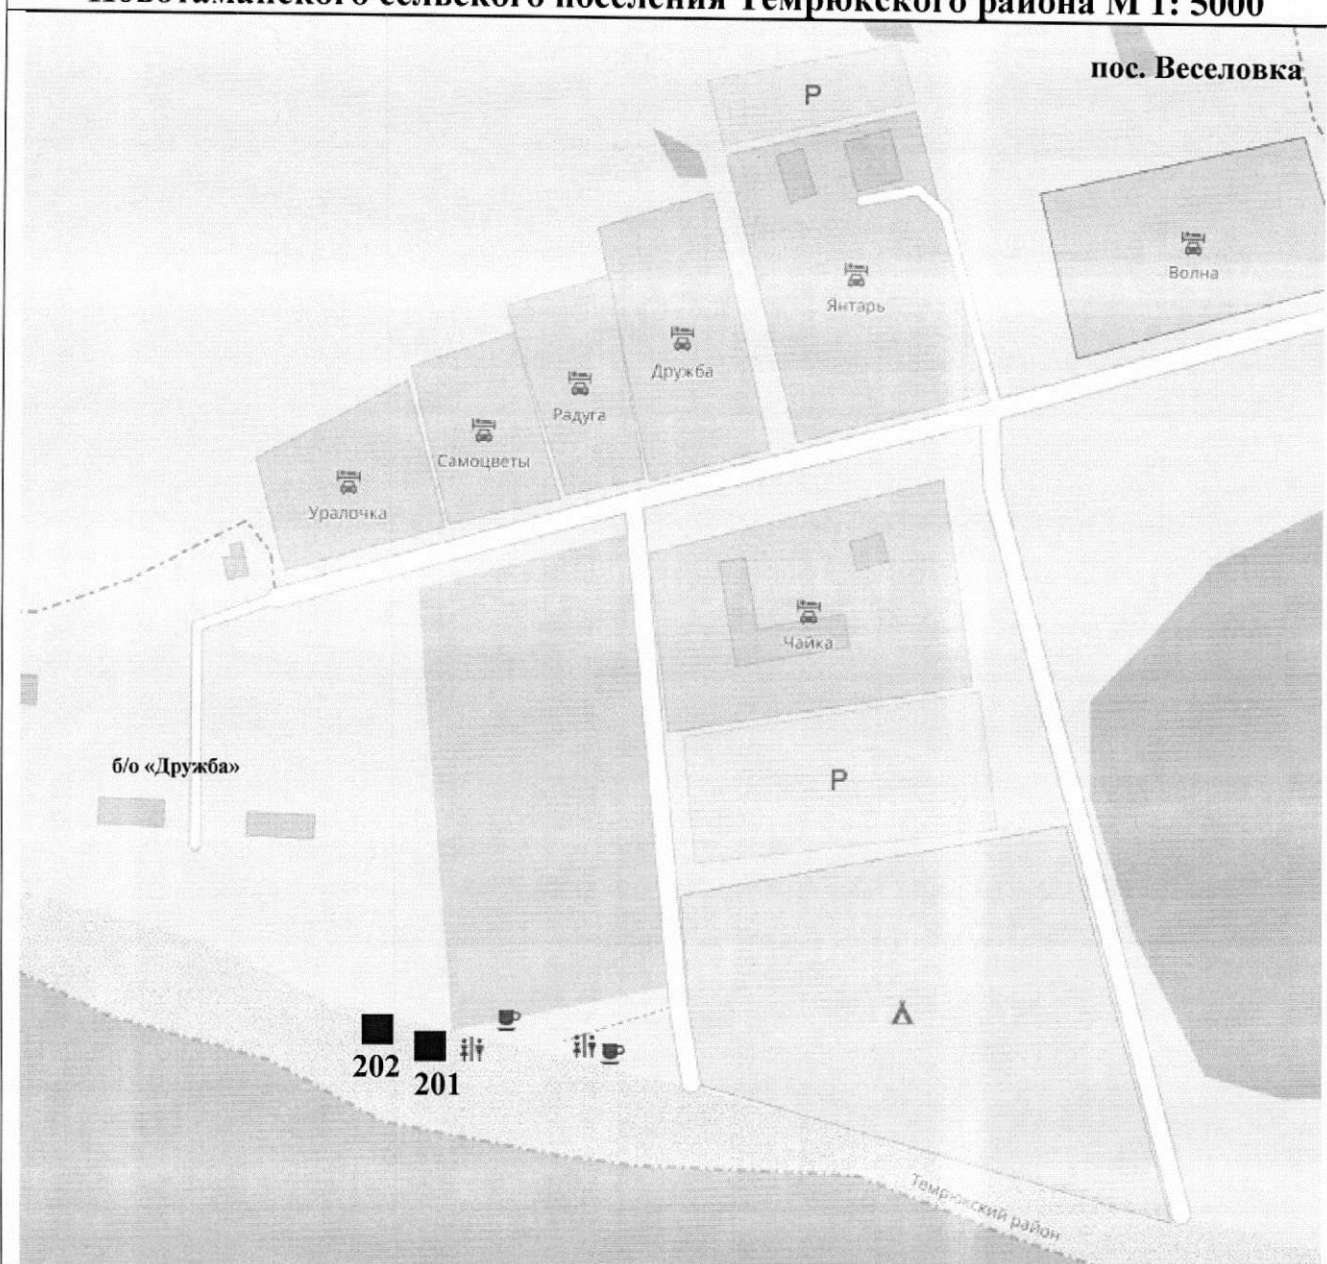 Новотаманского сельского поселения Темрюкского района М 1: 5000
пос. Веселовка
P
Волна
Янтарь
Дружба
Радуга
Самоцветы
Уралочка
Чайка
P
б/о «Дружба»
202
201
Темрюкский район